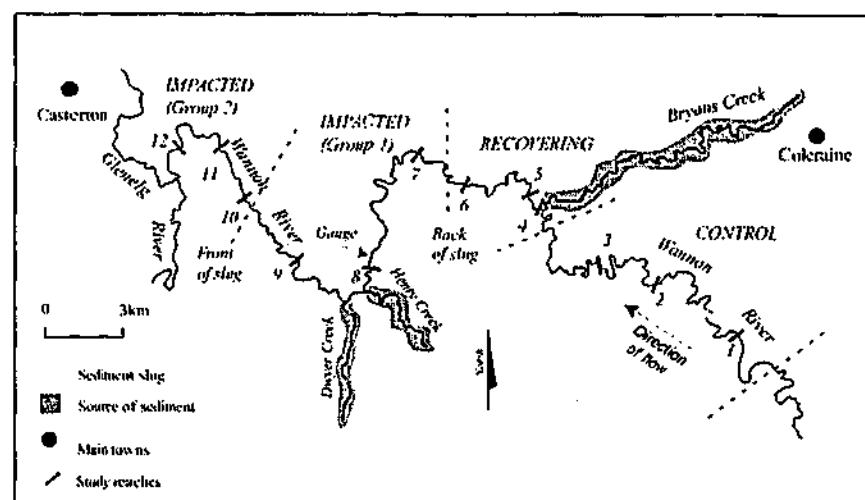 Casterton
IMPACTED
(Group 2)
IMPACTED
(Group 1)
RECOVERING
Bryans Creek
Coleraine
CONTROL
12
11
10
9
8
7
6
5
4
3
2
1
Glenelg
River
Wannon
River
Gauge
Front
of slug
Back
of slug
Henty Creek
Dwyer Creek
Wannon
River
Direction
of flow
0 3km
Sediment slug
Source of sediment
Main towns
Study reaches